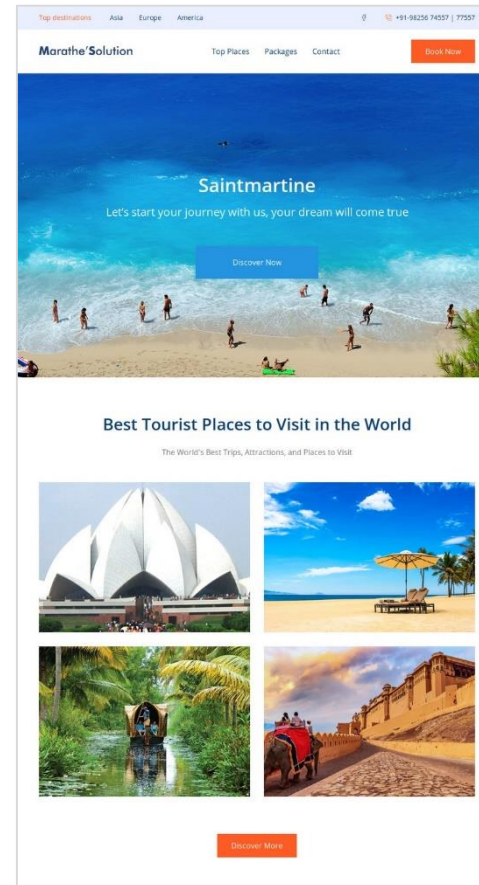 Top destinations Asia Europe America +91-98256 74557 | 77557
Marathe'Solution Top Places Packages Contact Book Now
Saintmartine
Let's start your journey with us, your dream will come true
Discover Now
Best Tourist Places to Visit in the World
The World's Best Trips, Attractions, and Places to Visit
Discover More